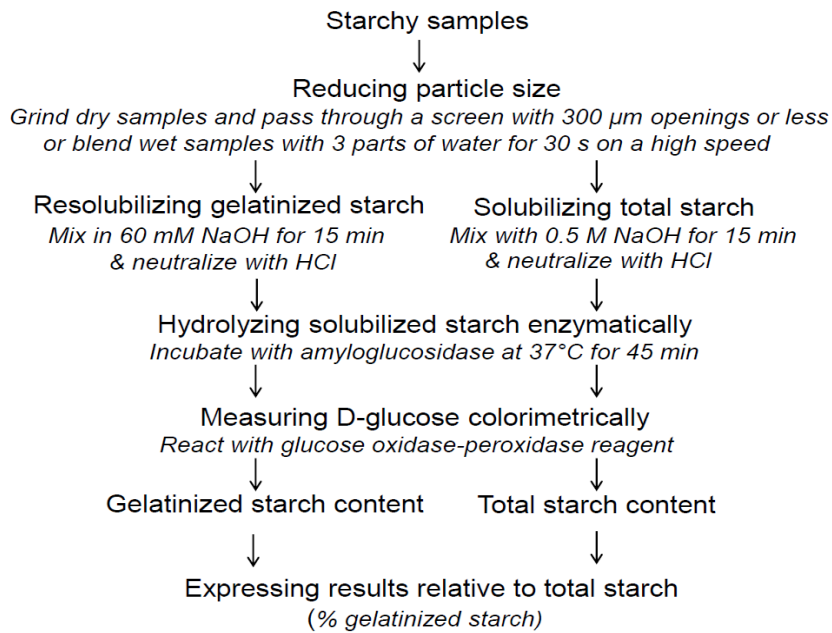 Starchy samples
Reducing particle size
Grind dry samples and pass through a screen with 300 µm openings or less
or blend wet samples with 3 parts of water for 30 s on a high speed
Resolubilizing gelatinized starch
Mix in 60 mM NaOH for 15 min
& neutralize with HCl
Solubilizing total starch
Mix with 0.5 M NaOH for 15 min
& neutralize with HCl
Hydrolyzing solubilized starch enzymatically
Incubate with amyloglucosidase at 37°C for 45 min
Measuring D-glucose colorimetrically
React with glucose oxidase-peroxidase reagent
Gelatinized starch content
Total starch content
Expressing results relative to total starch
(% gelatinized starch)